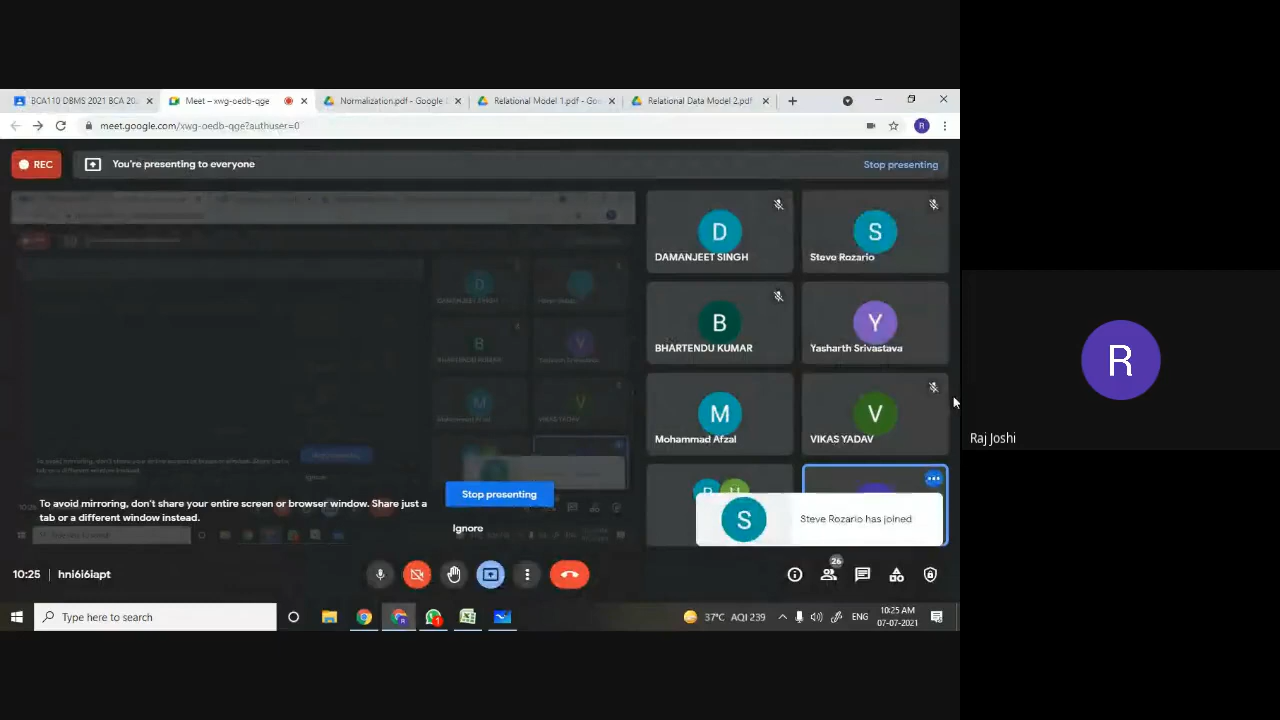 BCA110 DBMS 2021 BCA 20
Meet – xwg-oedb-qge
Normalization.pdf - Google
Relational Model 1.pdf - Goo
Relational Data Model 2.pdf
meet.google.com/xwg-oedb-qge?authuser=0
R
REC
You're presenting to everyone
Stop presenting
D
DAMANJEET SINGH
S
Steve Rozario
B
BHARTENDU KUMAR
Y
Yasharth Srivastava
M
Mohammad Afzal
V
VIKAS YADAV
To avoid mirroring, don't share your entire screen or browser window. Share just a
tab or a different window instead.
Stop presenting
Ignore
S
Steve Rozario has joined
10:25 | hni6i6iapt
26
Type here to search
1
37°C AQI 239
ENG
10:25 AM
07-07-2021
R
Raj Joshi